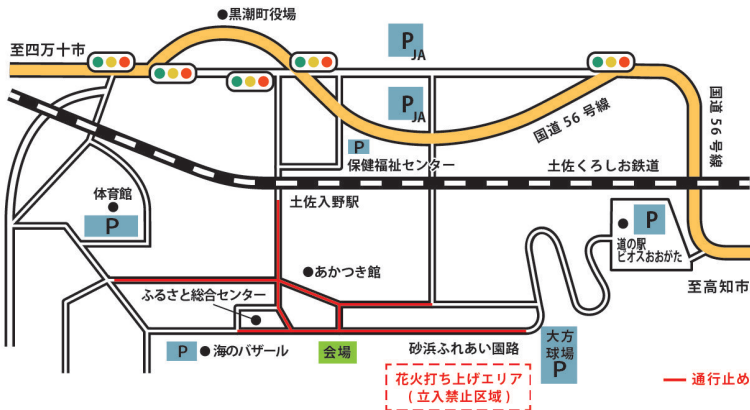 黒潮町役場
至四万十市
P
JA
P
JA
国道56号線
国道56号線
P
保健福祉センター
土佐くろしお鉄道
体育館
P
土佐入野駅
P
道の駅
ビオスおおがた
あかつき館
至高知市
ふるさと総合センター
P
海のバザール
会場
砂浜ふれあい園路
大方
球場
P
花火打ち上げエリア
(立入禁止区域)
通行止め